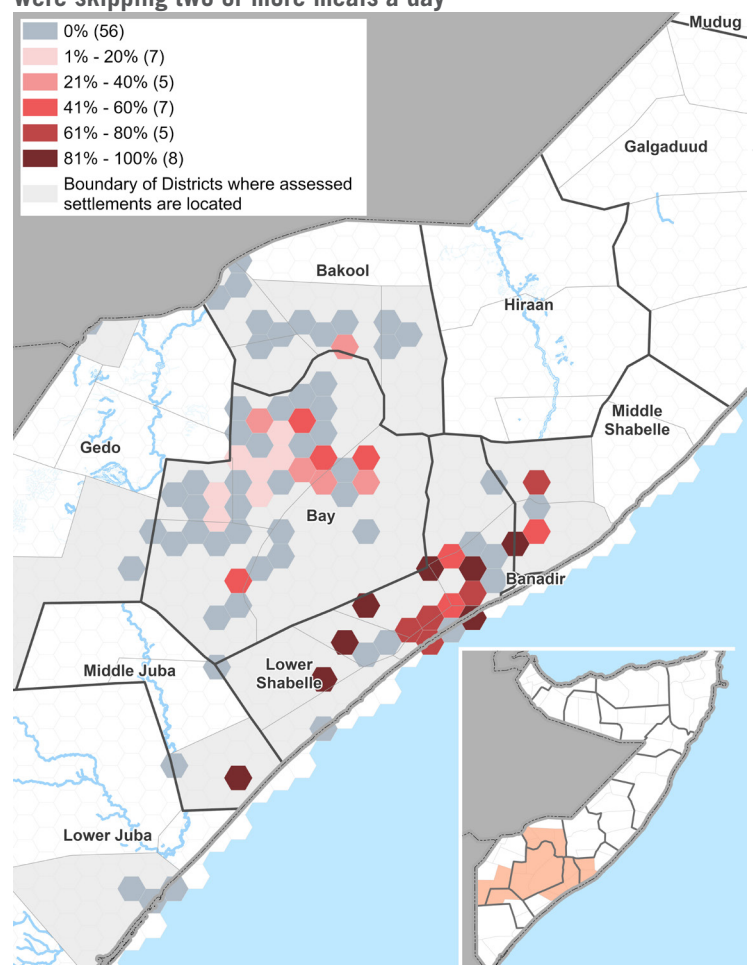 were skipping two or more meals a day
0% (56)
1% - 20% (7)
21% - 40% (5)
41% - 60% (7)
61% - 80% (5)
81% - 100% (8)
Boundary of Districts where assessed
settlements are located
Mudug
Galgaduud
Bakool
Hiraan
Middle
Shabelle
Gedo
Bay
Banadir
Middle Juba
Lower
Shabelle
Lower Juba